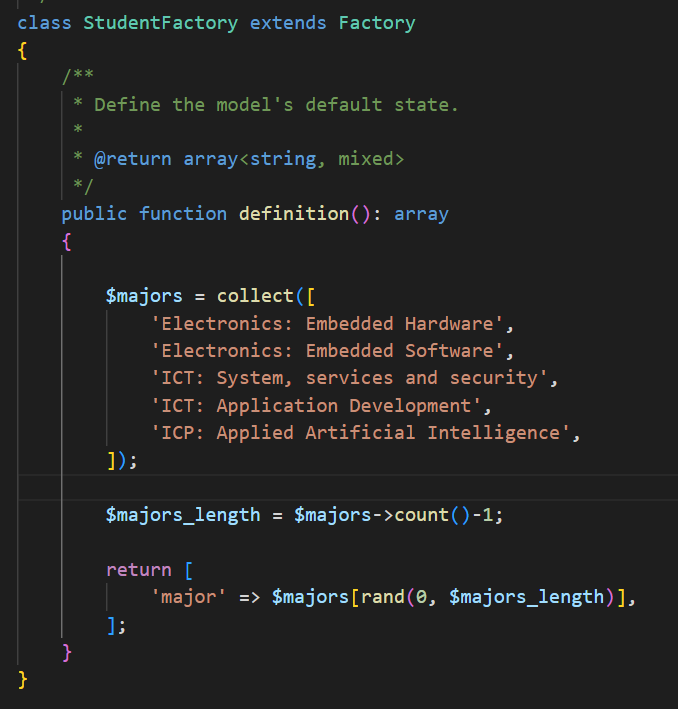 class StudentFactory extends Factory
{
    /**
     * Define the model's default state.
     *
     * @return array<string, mixed>
     */
    public function definition(): array
    {
        $majors = collect([
            'Electronics: Embedded Hardware',
            'Electronics: Embedded Software',
            'ICT: System, services and security',
            'ICT: Application Development',
            'ICP: Applied Artificial Intelligence',
        ]);
        $majors_length = $majors->count()-1;
        return [
            'major' => $majors[rand(0, $majors_length)],
        ];
    }
}